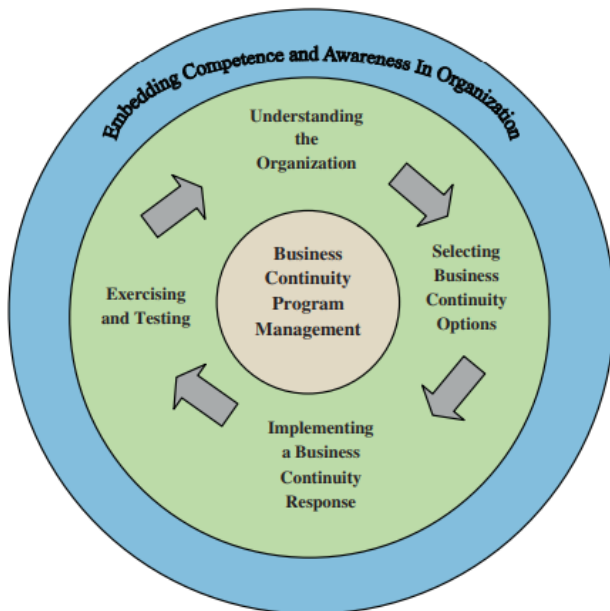 Embedding Competence and Awareness In Organization
Understanding
the
Organization
Selecting
Business
Continuity
Options
Implementing
a Business
Continuity
Response
Exercising
and Testing
Business
Continuity
Program
Management